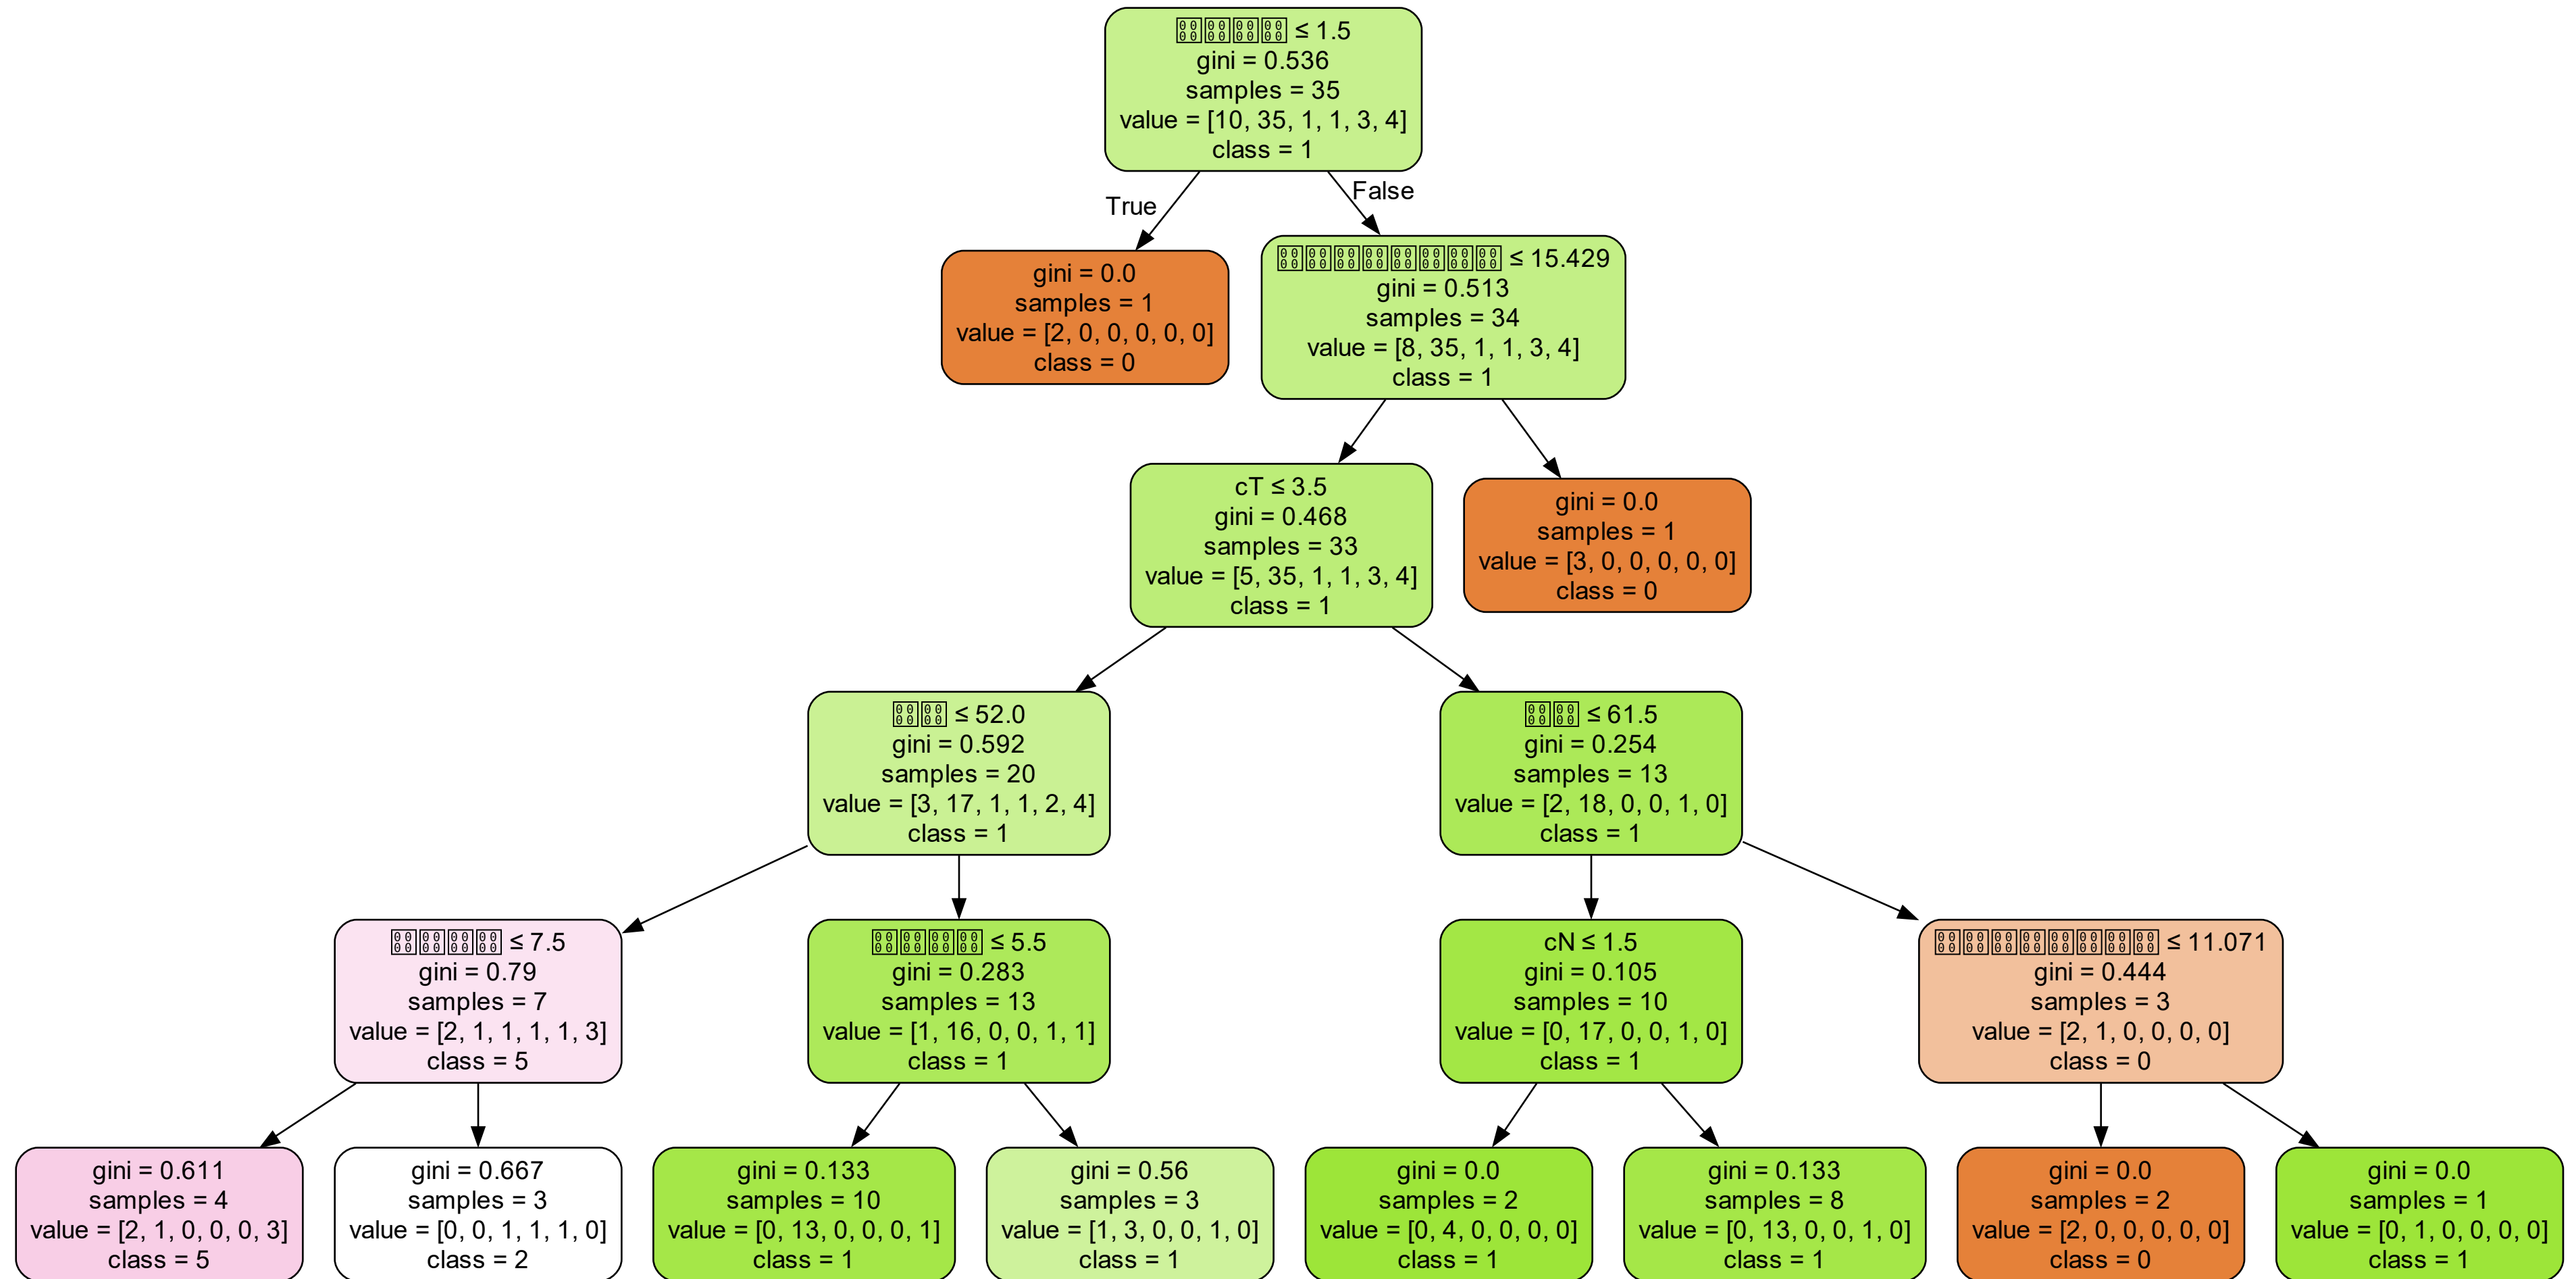 ≤ 1.5
gini = 0.536
samples = 35
value = [10, 35, 1, 1, 3, 4]
class = 1
True
False
gini = 0.0
samples = 1
value = [2, 0, 0, 0, 0, 0]
class = 0
≤ 15.429
gini = 0.513
samples = 34
value = [8, 35, 1, 1, 3, 4]
class = 1
cT ≤ 3.5
gini = 0.468
samples = 33
value = [5, 35, 1, 1, 3, 4]
class = 1
gini = 0.0
samples = 1
value = [3, 0, 0, 0, 0, 0]
class = 0
≤ 52.0
gini = 0.592
samples = 20
value = [3, 17, 1, 1, 2, 4]
class = 1
≤ 61.5
gini = 0.254
samples = 13
value = [2, 18, 0, 0, 1, 0]
class = 1
≤ 7.5
gini = 0.79
samples = 7
value = [2, 1, 1, 1, 1, 3]
class = 5
≤ 5.5
gini = 0.283
samples = 13
value = [1, 16, 0, 0, 1, 1]
class = 1
cN ≤ 1.5
gini = 0.105
samples = 10
value = [0, 17, 0, 0, 1, 0]
class = 1
≤ 11.071
gini = 0.444
samples = 3
value = [2, 1, 0, 0, 0, 0]
class = 0
gini = 0.611
samples = 4
value = [2, 1, 0, 0, 0, 3]
class = 5
gini = 0.667
samples = 3
value = [0, 0, 1, 1, 1, 0]
class = 2
gini = 0.133
samples = 10
value = [0, 13, 0, 0, 0, 1]
class = 1
gini = 0.56
samples = 3
value = [1, 3, 0, 0, 1, 0]
class = 1
gini = 0.0
samples = 2
value = [0, 4, 0, 0, 0, 0]
class = 1
gini = 0.133
samples = 8
value = [0, 13, 0, 0, 1, 0]
class = 1
gini = 0.0
samples = 2
value = [2, 0, 0, 0, 0, 0]
class = 0
gini = 0.0
samples = 1
value = [0, 1, 0, 0, 0, 0]
class = 1